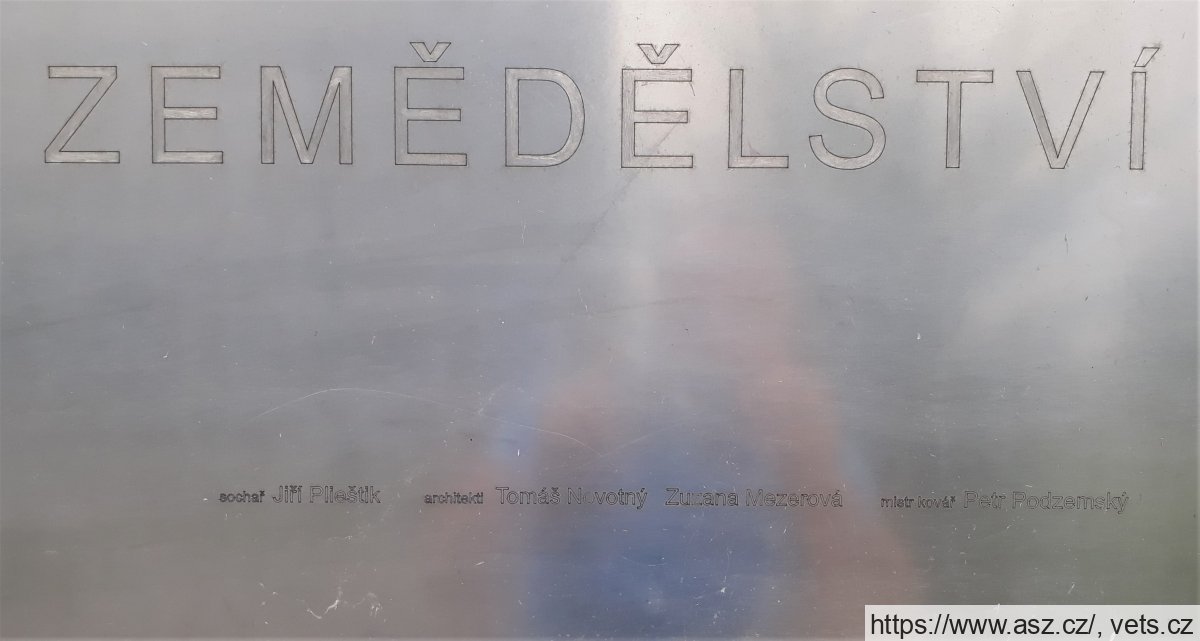 ZEMĚDĚLSTVÍ
sochař Jiří Plieštik architekti Tomáš Novotný Zuzana Mezerová mistr kovář Petr Podzemský
https://www.asz.cz/, vets.cz